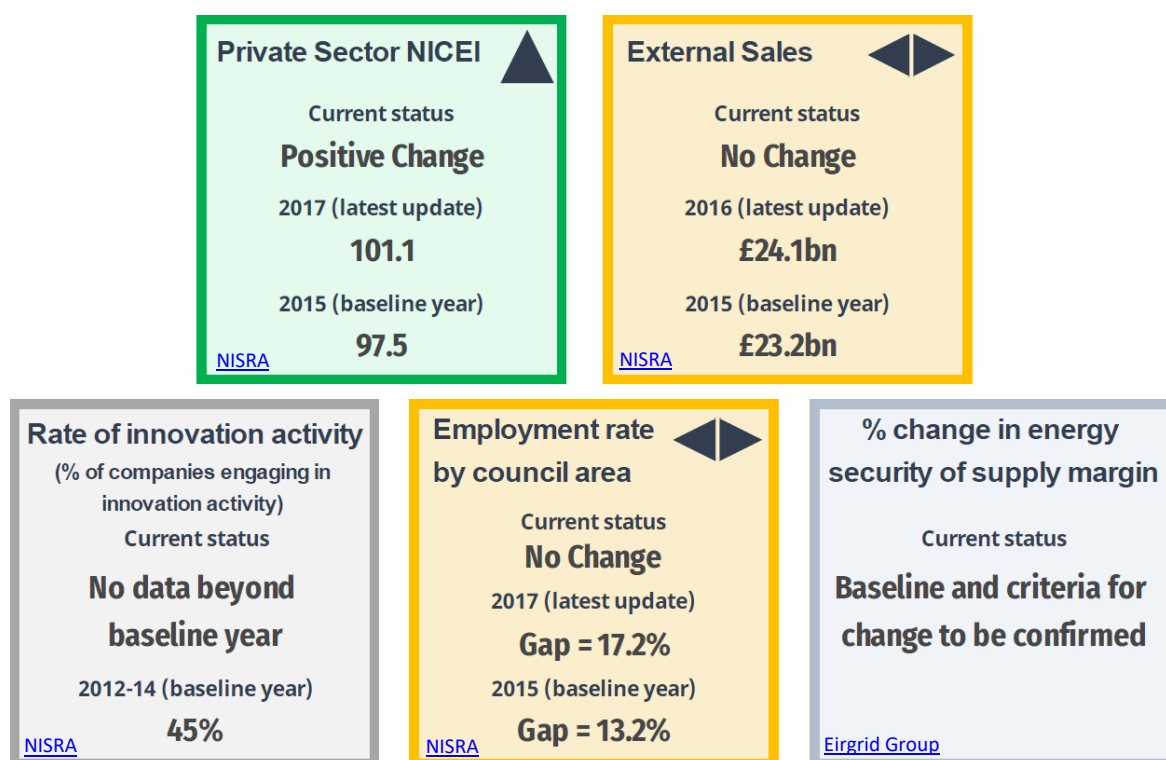 Private Sector NICEI
Current status
Positive Change
2017 (latest update)
101.1
2015 (baseline year)
97.5
NISRA
External Sales
Current status
No Change
2016 (latest update)
£24.1bn
2015 (baseline year)
£23.2bn
NISRA
Rate of innovation activity
(% of companies engaging in
innovation activity)
Current status
No data beyond
baseline year
2012-14 (baseline year)
45%
NISRA
Employment rate
by council area
Current status
No Change
2017 (latest update)
Gap = 17.2%
2015 (baseline year)
Gap = 13.2%
NISRA
% change in energy
security of supply margin
Current status
Baseline and criteria for
change to be confirmed
Eirgrid Group